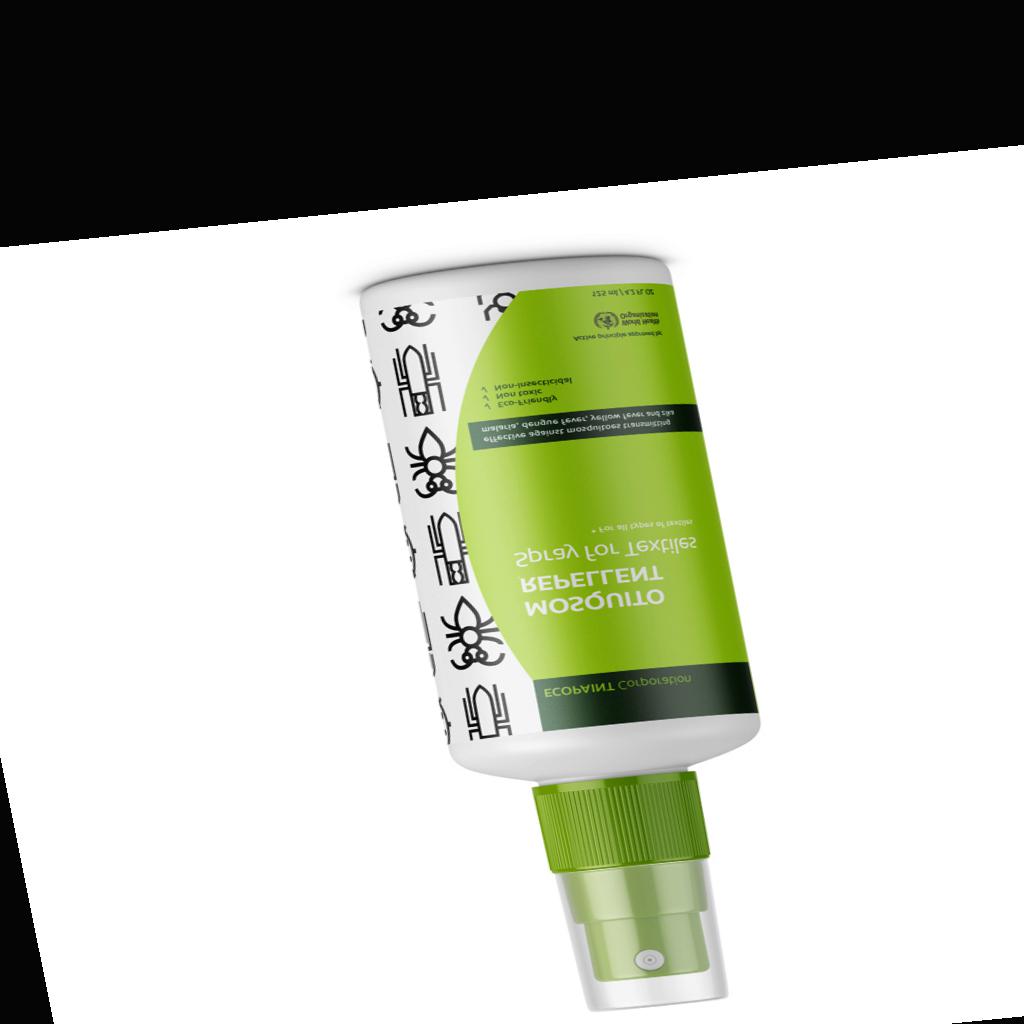 ECOPAINT Corporation
MOSQUITO
REPELLENT
Spray For Textiles
* For all types of textiles
effective against mosquitoes transmiting
malaria, dengue fever, yellow fever and zika
✓ Eco-Friendly
✓ Non toxic
✓ Non-insecticidal
Active principle approved by
World Health
Organization
125 ml / 4.2 FL OZ